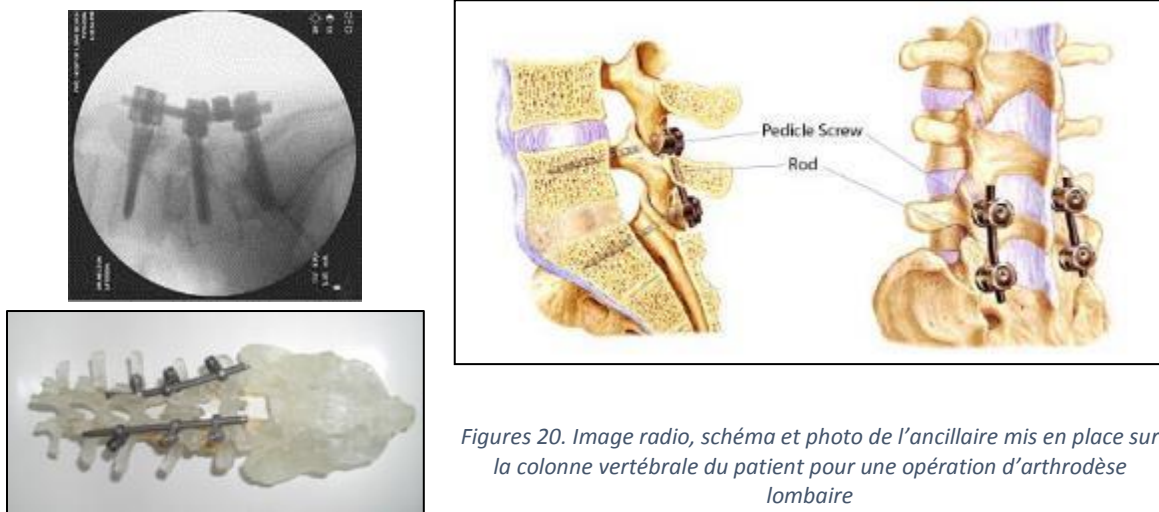 Pedicle Screw
Rod
Figures 20. Image radio, schéma et photo de l'ancillaire mis en place sur
la colonne vertébrale du patient pour une opération d'arthrodèse
lombaire